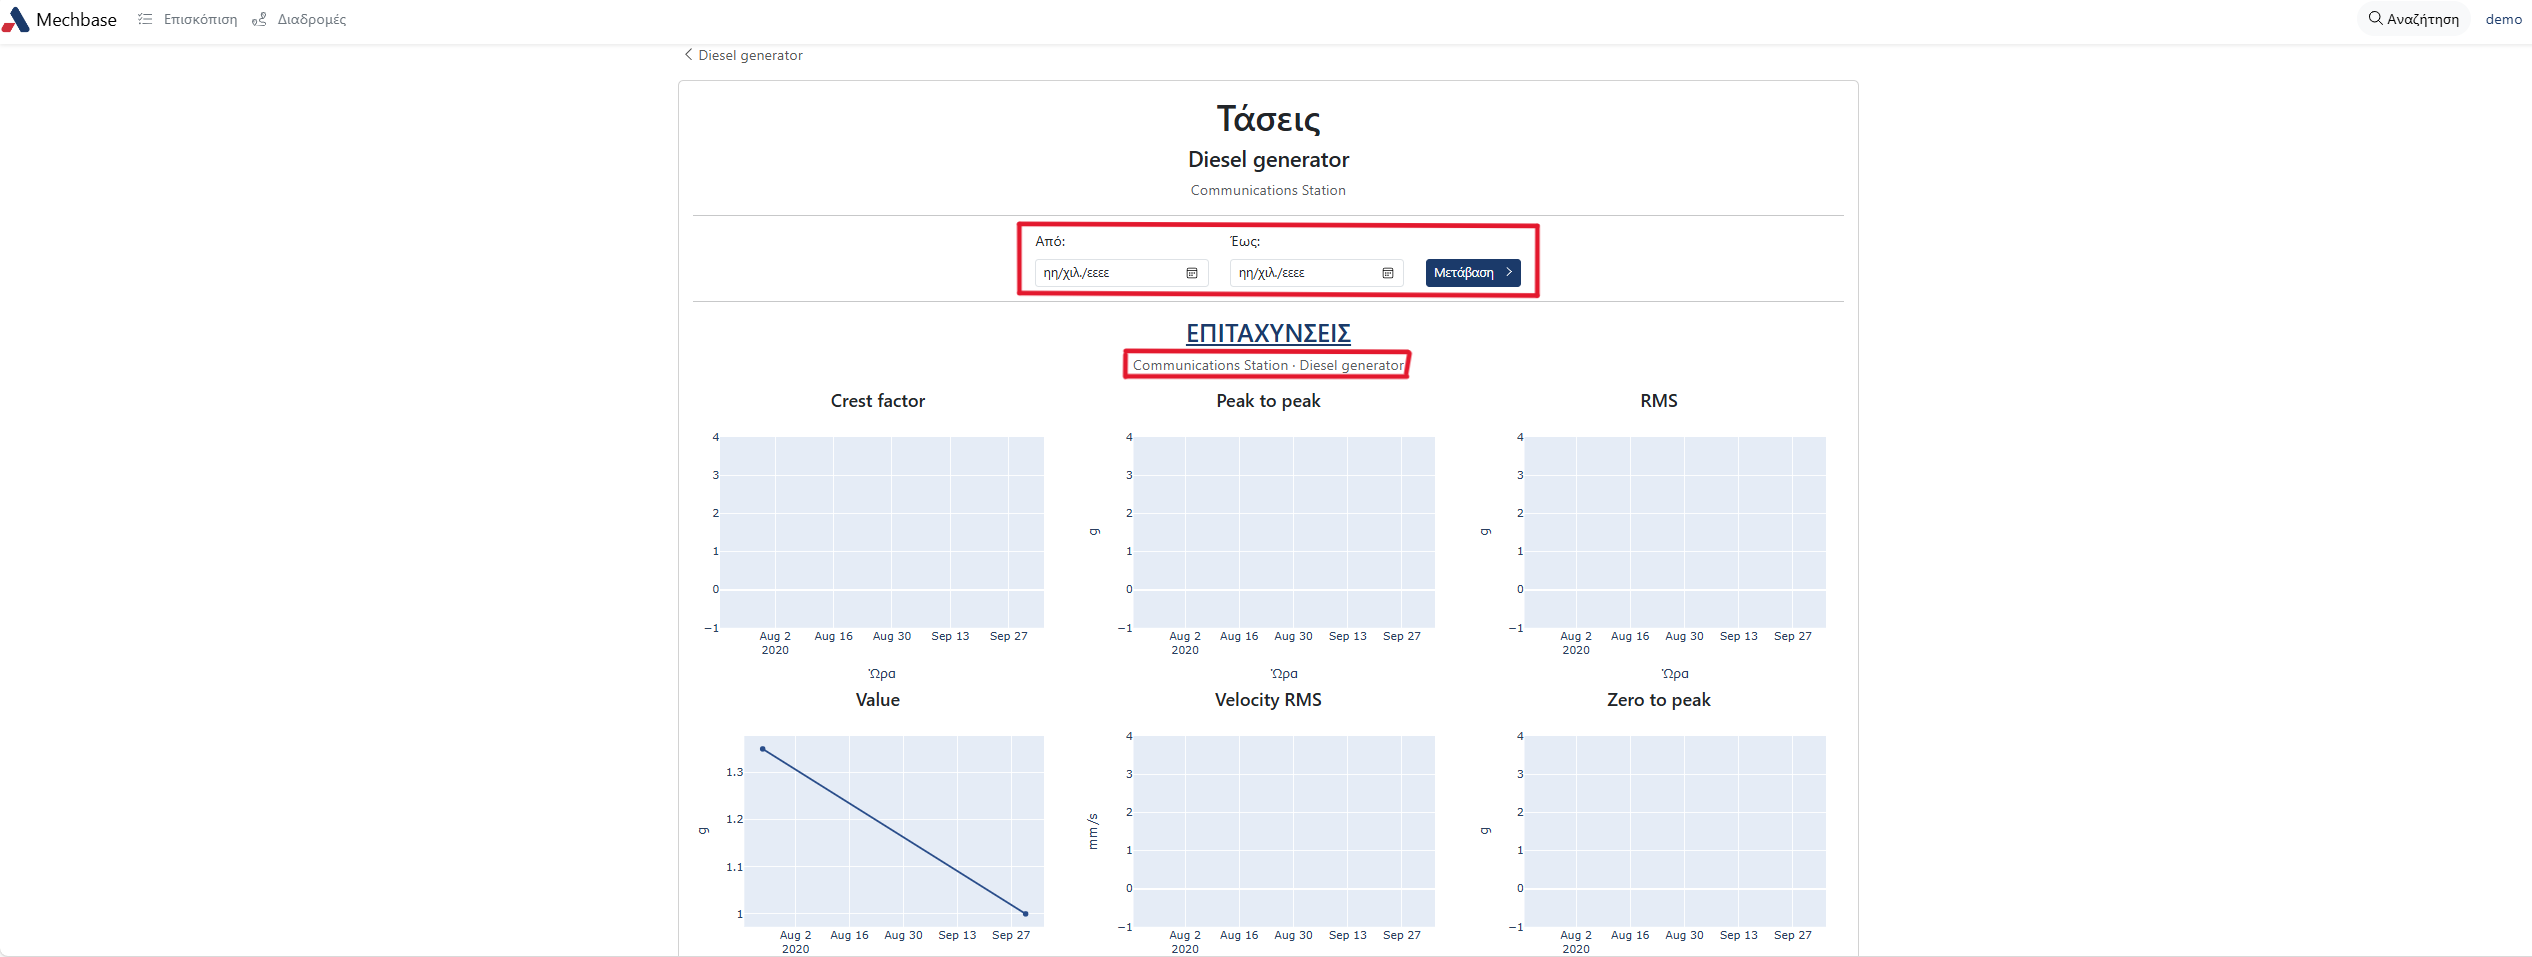 Mechbase Επισκόπιση Διαδρομές Αναζήτηση demo
Diesel generator
Τάσεις
Diesel generator
Communications Station
Από: Έως:
ηη/χιλ./εεεε ηη/χιλ./εεεε Μετάβαση
ΕΠΙΤΑΧΥΝΣΕΙΣ
Communications Station · Diesel generator
Crest factor Peak to peak RMS
4 4 4
3 3 3
2 2 2
g g
1 1 1
0 0 0
−1 −1 −1
Aug 2 Aug 16 Aug 30 Sep 13 Sep 27 Aug 2 Aug 16 Aug 30 Sep 13 Sep 27 Aug 2 Aug 16 Aug 30 Sep 13 Sep 27
2020 2020 2020
Ώρα Ώρα Ώρα
Value Velocity RMS Zero to peak
4 4
1.3 3 3
1.2 2 2
g mm/s g
1.1 1 1
0 0
1 −1 −1
Aug 2 Aug 16 Aug 30 Sep 13 Sep 27 Aug 2 Aug 16 Aug 30 Sep 13 Sep 27 Aug 2 Aug 16 Aug 30 Sep 13 Sep 27
2020 2020 2020